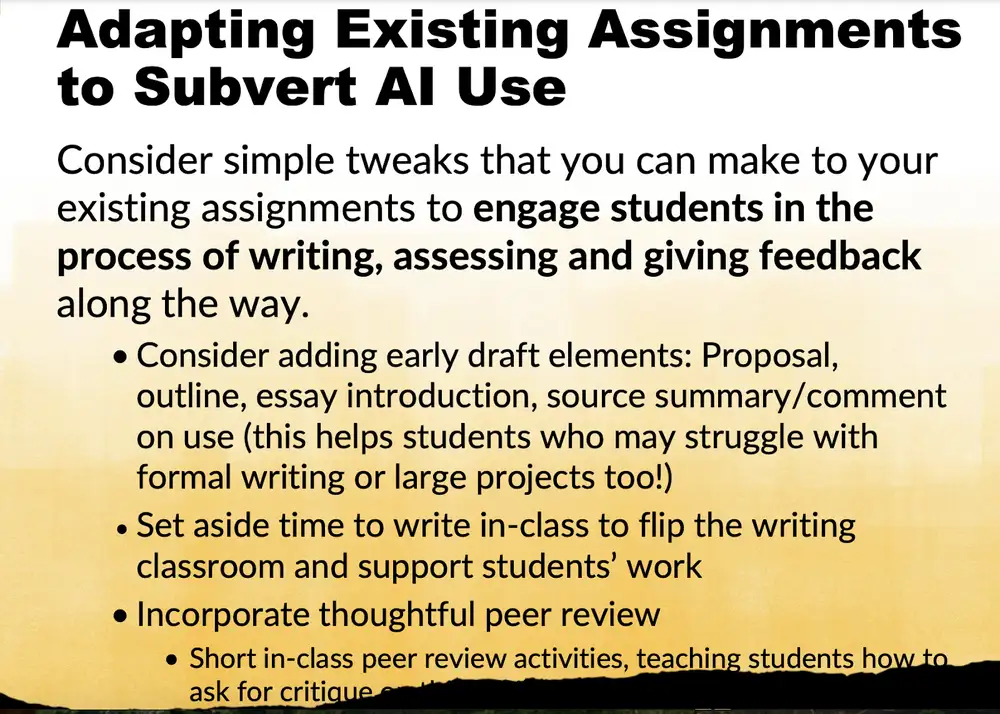 Adapting Existing Assignments
to Subvert AI Use
Consider simple tweaks that you can make to your
existing assignments to engage students in the
process of writing, assessing and giving feedback
along the way.
• Consider adding early draft elements: Proposal,
outline, essay introduction, source summary/comment
on use (this helps students who may struggle with
formal writing or large projects too!)
• Set aside time to write in-class to flip the writing
classroom and support students’ work
• Incorporate thoughtful peer review
• Short in-class peer review activities, teaching students how to
ask for critique